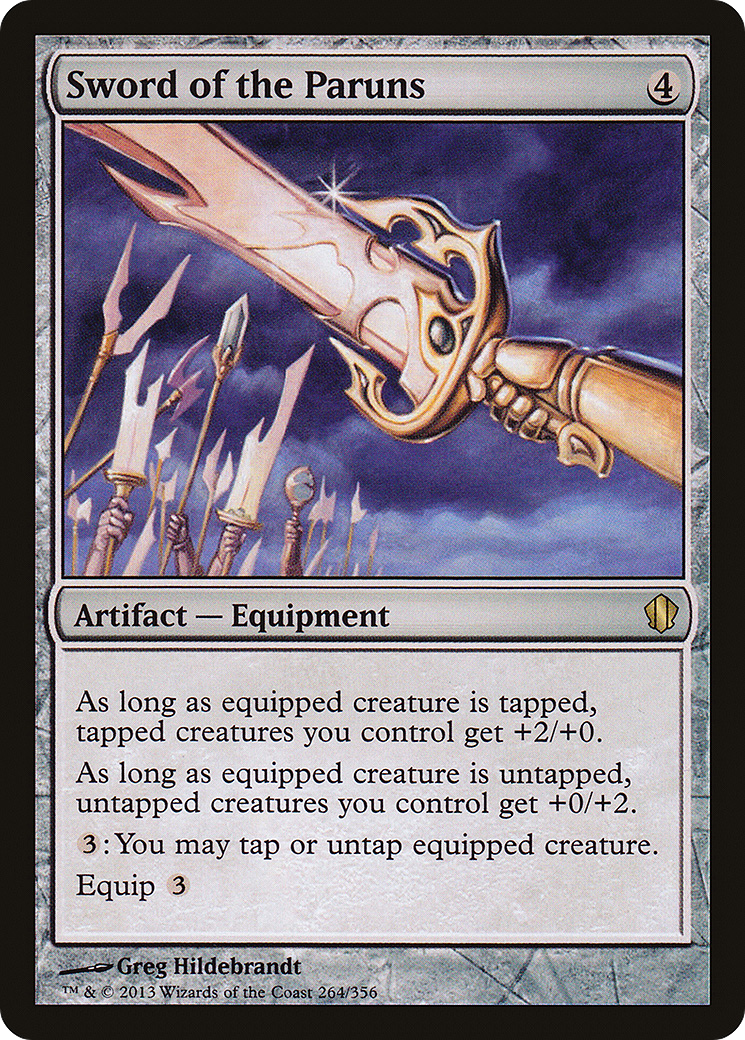 Sword of the Paruns 4
Artifact — Equipment
As long as equipped creature is tapped,
tapped creatures you control get +2/+0.
As long as equipped creature is untapped,
untapped creatures you control get +0/+2.
3: You may tap or untap equipped creature.
Equip 3
Greg Hildebrandt
™ & © 2013 Wizards of the Coast 264/356